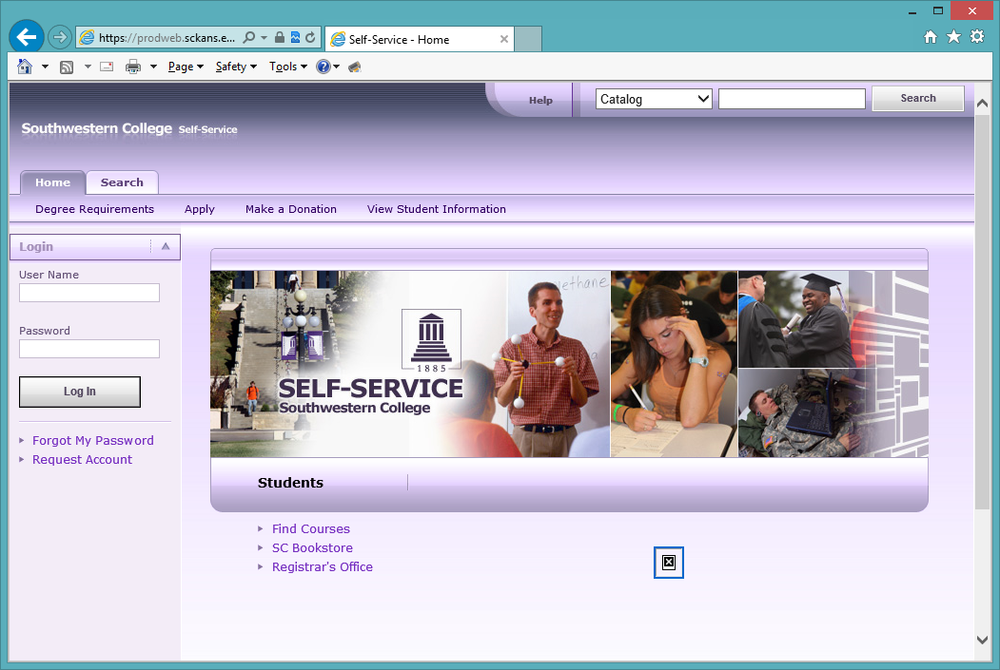 https://prodweb.sckans.e...
Self-Service - Home
Page
Safety
Tools
Help
Catalog
Search
Southwestern College Self-Service
Home
Search
Degree Requirements
Apply
Make a Donation
View Student Information
Login
User Name
Password
Log In
Forgot My Password
Request Account
ethane
1885
SELF-SERVICE
Southwestern College
Students
Find Courses
SC Bookstore
Registrar's Office